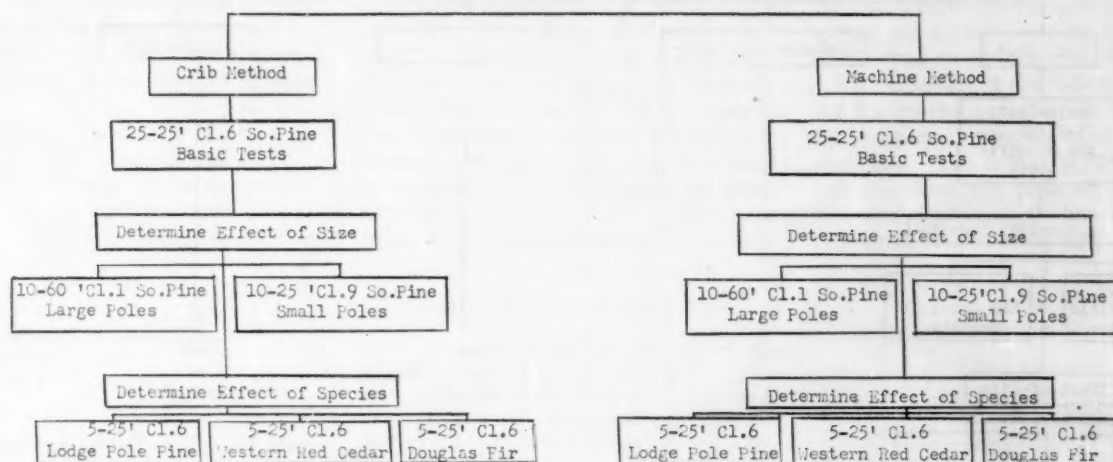 Crib Method
25-25' Cl.6 So.Pine
Basic Tests
Determine Effect of Size
10-60 'Cl.1 So.Pine
Large Poles
10-25 'Cl.9 So.Pine
Small Poles
Determine Effect of Species
5-25' Cl.6
Lodge Pole Pine
5-25' Cl.6
Western Red Cedar
5-25' Cl.6
Douglas Fir
Machine Method
25-25' Cl.6 So.Pine
Basic Tests
Determine Effect of Size
10-60' Cl.1 So.Pine
Large Poles
10-25'Cl.9 So.Pine
Small Poles
Determine Effect of Species
5-25' Cl.6
Lodge Pole Pine
5-25' Cl.6
Western Red Cedar
5-25' Cl.6
Douglas Fir